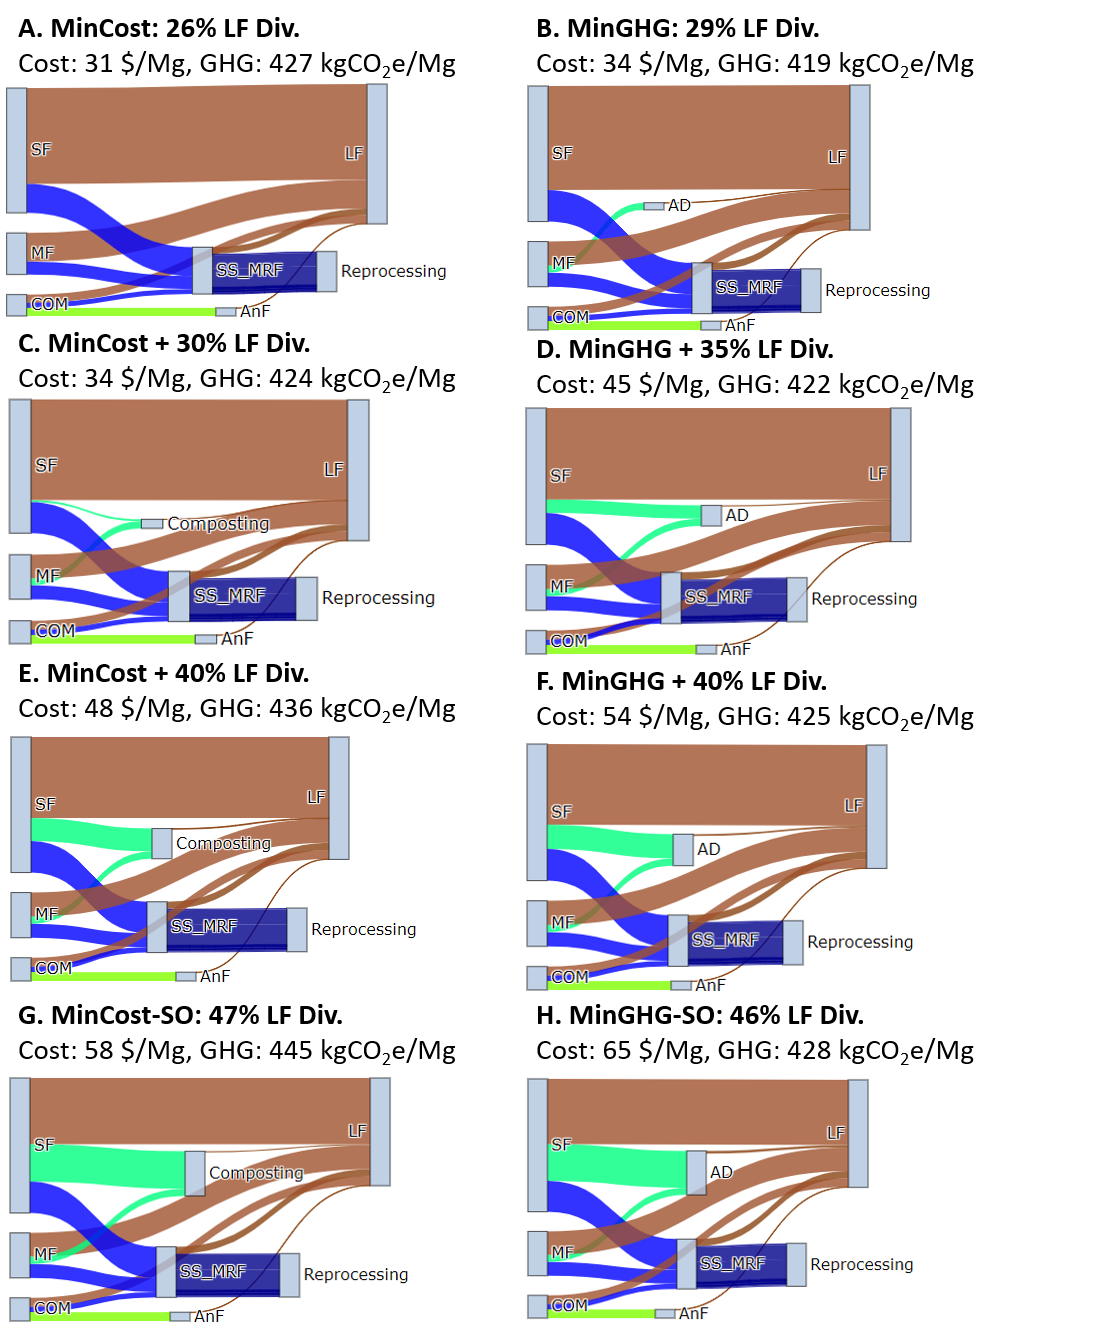 A. MinCost: 26% LF Div.
Cost: 31 $/Mg, GHG: 427 kgCO₂e/Mg
SF
LF
MF
SS_MRF
Reprocessing
COM
AnF
B. MinGHG: 29% LF Div.
Cost: 34 $/Mg, GHG: 419 kgCO₂e/Mg
SF
LF
AD
MF
SS_MRF
Reprocessing
COM
AnF
C. MinCost + 30% LF Div.
Cost: 34 $/Mg, GHG: 424 kgCO₂e/Mg
SF
LF
Composting
MF
SS_MRF
Reprocessing
COM
AnF
D. MinGHG + 35% LF Div.
Cost: 45 $/Mg, GHG: 422 kgCO₂e/Mg
SF
LF
AD
MF
SS_MRF
Reprocessing
COM
AnF
E. MinCost + 40% LF Div.
Cost: 48 $/Mg, GHG: 436 kgCO₂e/Mg
SF
LF
Composting
MF
SS_MRF
Reprocessing
COM
AnF
F. MinGHG + 40% LF Div.
Cost: 54 $/Mg, GHG: 425 kgCO₂e/Mg
SF
LF
AD
MF
SS_MRF
Reprocessing
COM
AnF
G. MinCost-SO: 47% LF Div.
Cost: 58 $/Mg, GHG: 445 kgCO₂e/Mg
SF
LF
Composting
MF
SS_MRF
Reprocessing
COM
AnF
H. MinGHG-SO: 46% LF Div.
Cost: 65 $/Mg, GHG: 428 kgCO₂e/Mg
SF
LF
AD
MF
SS_MRF
Reprocessing
COM
AnF